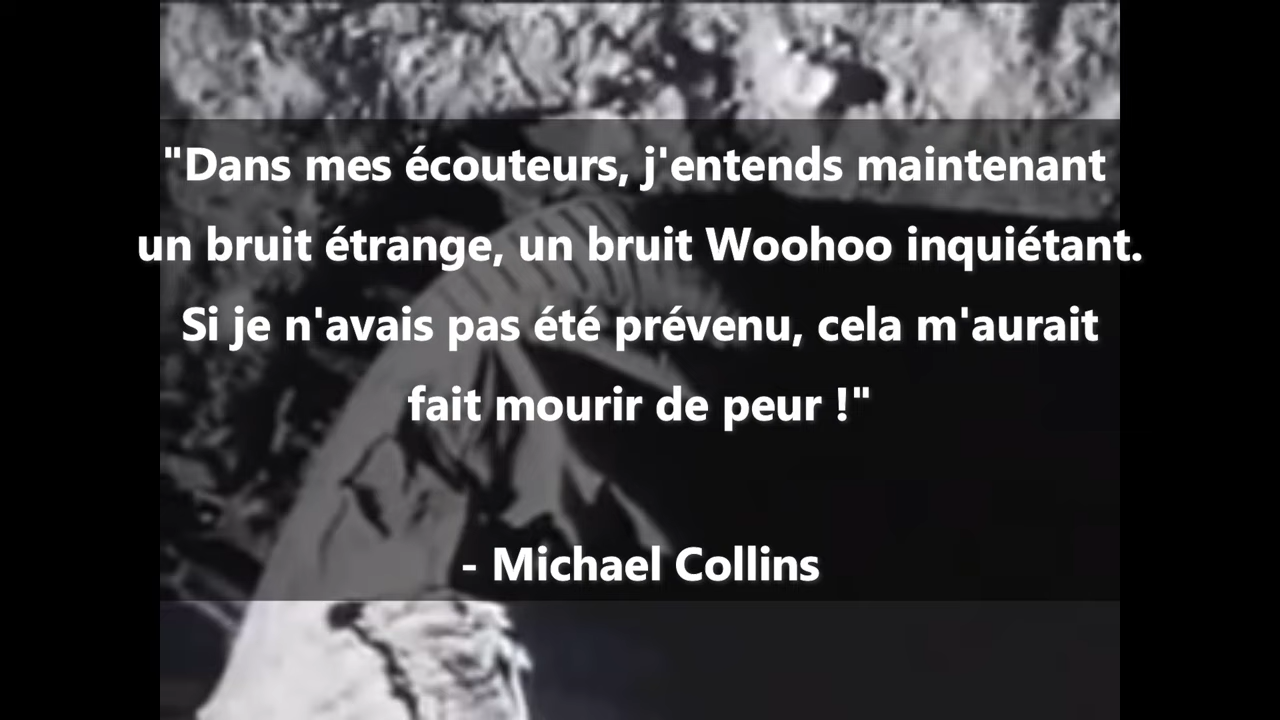 "Dans mes écouteurs, j'entends maintenant
un bruit étrange, un bruit Woohoo inquiétant.
Si je n'avais pas été prévenu, cela m'aurait
fait mourir de peur !"
- Michael Collins